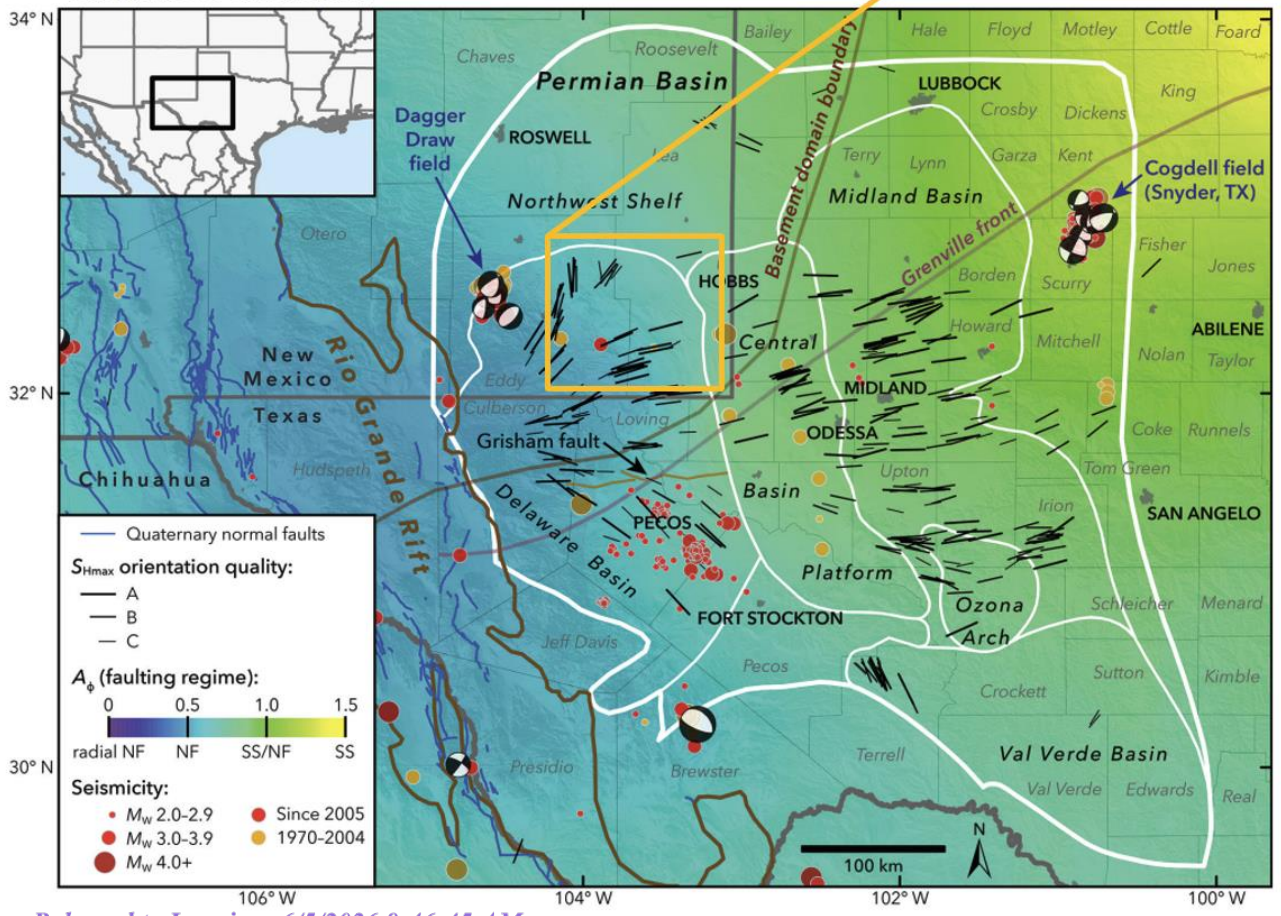 34° N
Bailey
Hale
Floyd
Motley
Cottle
Foard
Chaves
Roosevelt
Permian Basin
LUBBOCK
King
Crosby
Dickens
Dagger
Draw
field
ROSWELL
Lea
Basement domain boundary
Terry
Lynn
Garza
Kent
Cogdell field
(Snyder, TX)
Northwest Shelf
Midland Basin
Otero
Grenville front
Fisher
Jones
HOBBS
Borden
Scurry
Rio Grande Rift
New
Mexico
Central
Howard
Mitchell
ABILENE
Nolan
Taylor
32° N
Eddy
MIDLAND
Texas
Culberson
Loving
Grisham fault
ODESSA
Coke
Runnels
Chihuahua
Hudspeth
Upton
Tom Green
Delaware Basin
Basin
Irion
SAN ANGELO
PECOS
Platform
Ozona
Arch
Schleicher
Menard
FORT STOCKTON
Jeff Davis
Pecos
Crockett
Sutton
Kimble
30° N
Presidio
Brewster
Terrell
Val Verde Basin
Val Verde
Edwards
Real
Quaternary normal faults
SHmax orientation quality:
A
B
C
Aϕ (faulting regime):
0 0.5 1.0 1.5
radial NF NF SS/NF SS
Seismicity:
Mw 2.0–2.9
Mw 3.0–3.9
Mw 4.0+
Since 2005
1970–2004
N
100 km
106° W
104° W
102° W
100° W